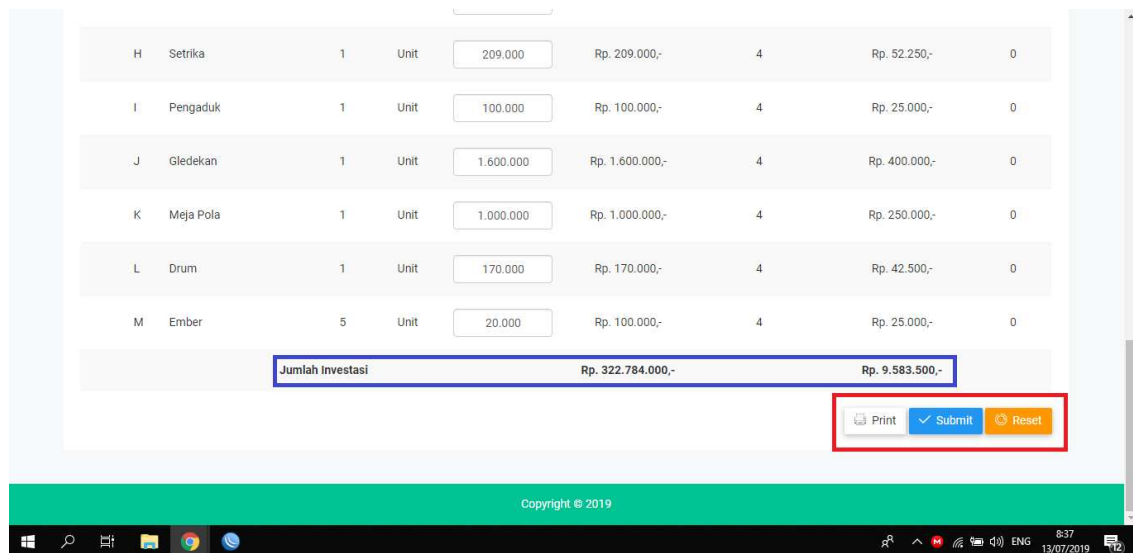 H Setrika 1 Unit 209.000 Rp. 209.000,- 4 Rp. 52.250,- 0
I Pengaduk 1 Unit 100.000 Rp. 100.000,- 4 Rp. 25.000,- 0
J Gledekan 1 Unit 1.600.000 Rp. 1.600.000,- 4 Rp. 400.000,- 0
K Meja Pola 1 Unit 1.000.000 Rp. 1.000.000,- 4 Rp. 250.000,- 0
L Drum 1 Unit 170.000 Rp. 170.000,- 4 Rp. 42.500,- 0
M Ember 5 Unit 20.000 Rp. 100.000,- 4 Rp. 25.000,- 0
Jumlah Investasi Rp. 322.784.000,- Rp. 9.583.500,-
Print Submit Reset
Copyright © 2019
M ENG 8:37
13/07/2019 12